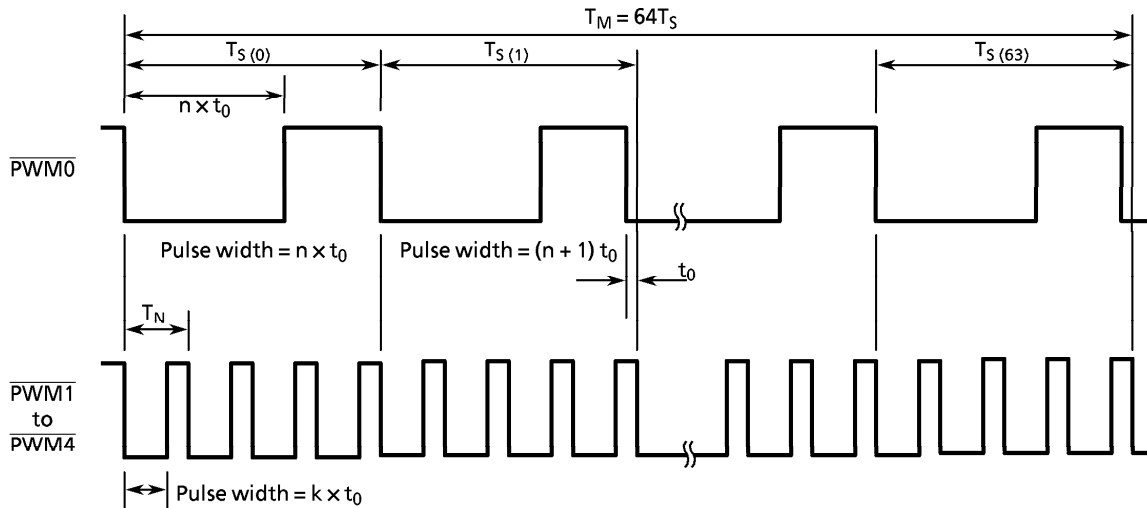 T_M = 64T_S
T_S (0)
T_S (1)
T_S (63)
n × t_0
PWM0
Pulse width = n × t_0
Pulse width = (n + 1) t_0
t_0
T_N
PWM1
to
PWM4
Pulse width = k × t_0